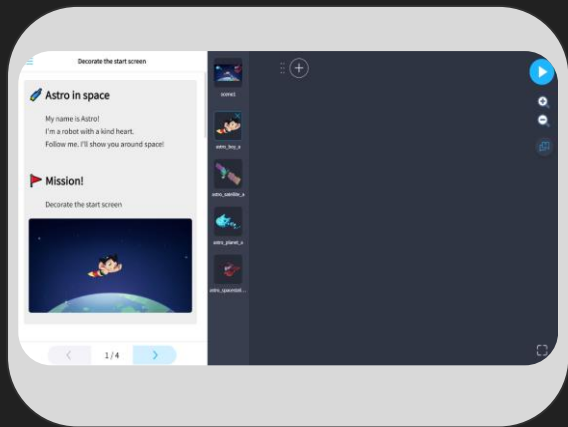 Decorate the start screen
Astro in space
My name is Astro!
I'm a robot with a kind heart.
Follow me. I'll show you around space!
Mission!
Decorate the start screen
1/4
scene1
astro_boy_a
astro_satellite_a
astro_planet_a